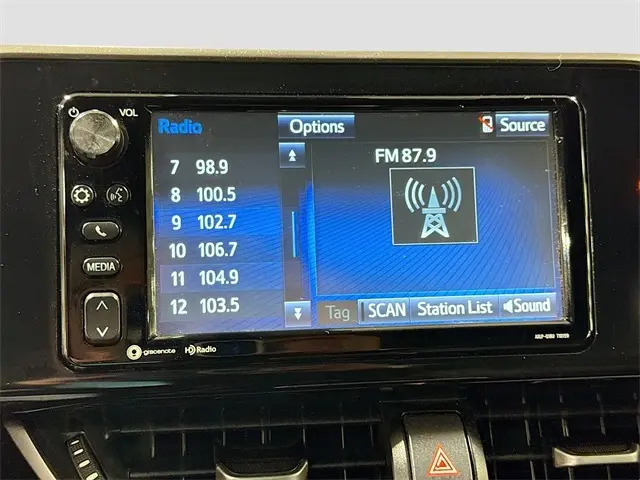 VOL
Radio
Options
Source
7 98.9
8 100.5
9 102.7
10 106.7
11 104.9
12 103.5
FM 87.9
Tag
SCAN
Station List
Sound
MEDIA
gracenote
HD Radio